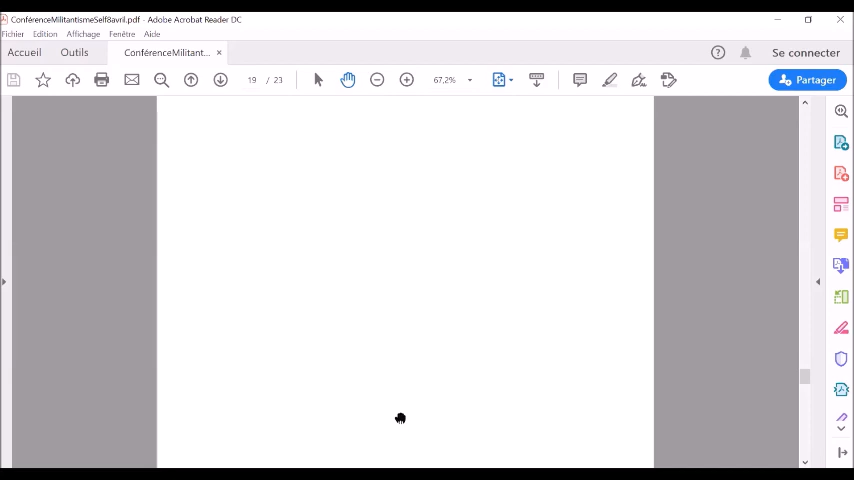 ConférenceMilitantismeSelf8avril.pdf - Adobe Acrobat Reader DC
Fichier Edition Affichage Fenêtre Aide
Accueil Outils ConférenceMilitant... × Se connecter
19 / 23 67,2% Partager